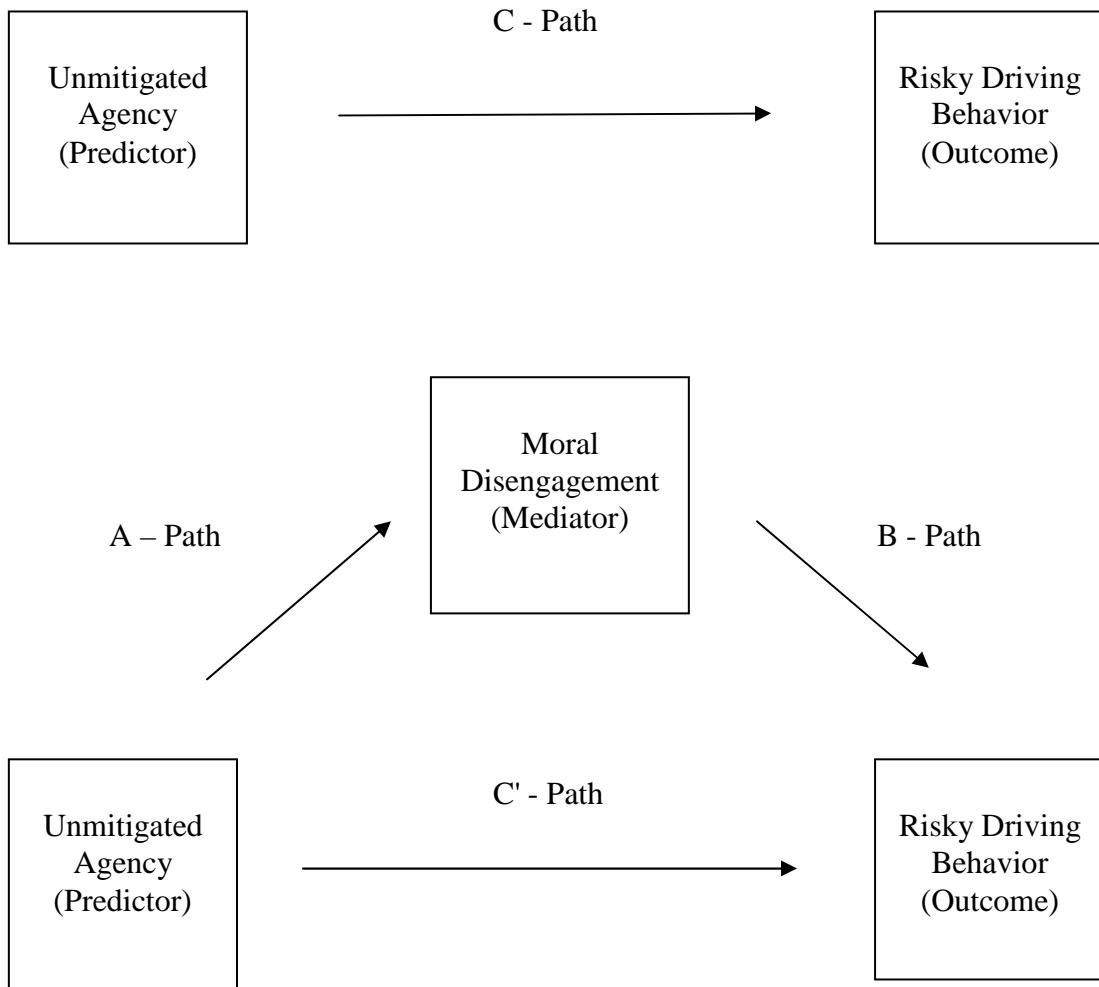 C - Path
Unmitigated
Agency
(Predictor)
Risky Driving
Behavior
(Outcome)
Moral
Disengagement
(Mediator)
A – Path
B - Path
C' - Path
Unmitigated
Agency
(Predictor)
Risky Driving
Behavior
(Outcome)